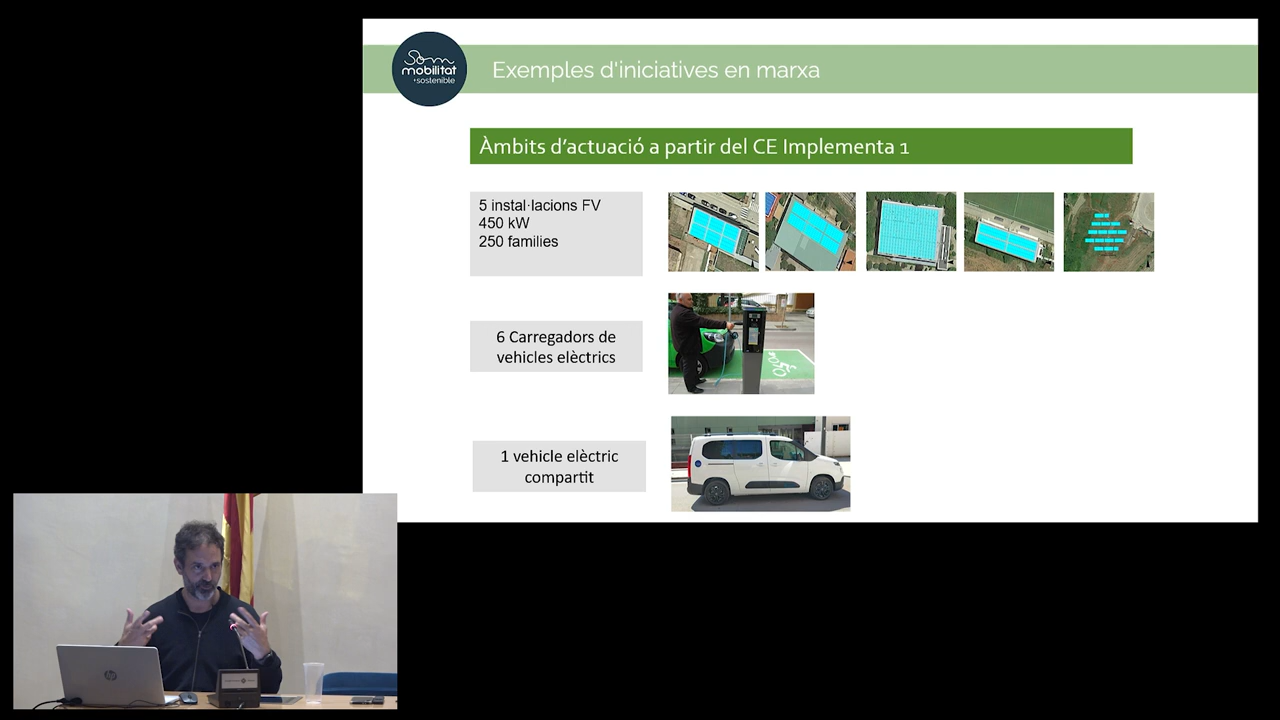 Som
mobilitat
+sostenible
Exemples d'iniciatives en marxa
Àmbits d'actuació a partir del CE Implementa 1
5 instal·lacions FV
450 kW
250 families
6 Carregadors de
vehicles elèctrics
1 vehicle elèctric
compartit
hp